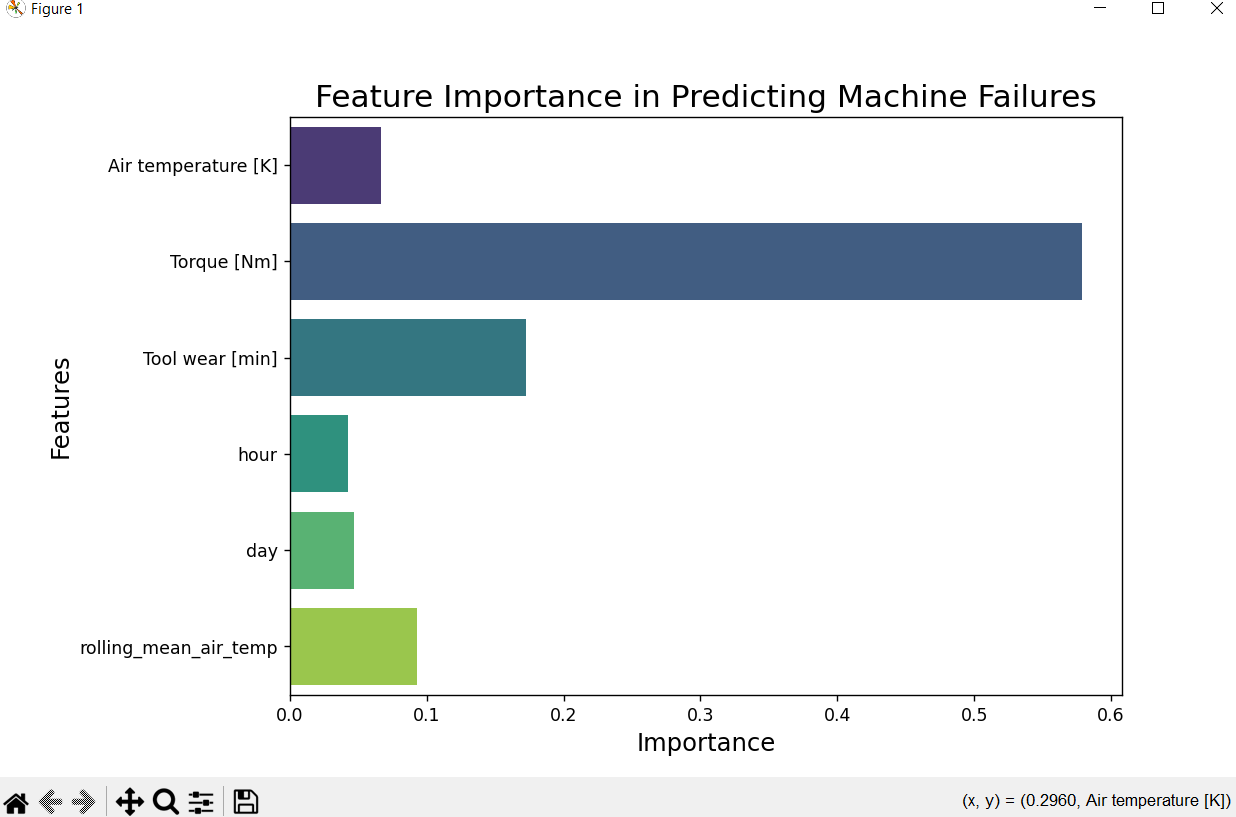 Figure 1
Feature Importance in Predicting Machine Failures
Air temperature [K]
Torque [Nm]
Tool wear [min]
hour
day
rolling_mean_air_temp
Features
0.0 0.1 0.2 0.3 0.4 0.5 0.6
Importance
(x, y) = (0.2960, Air temperature [K])